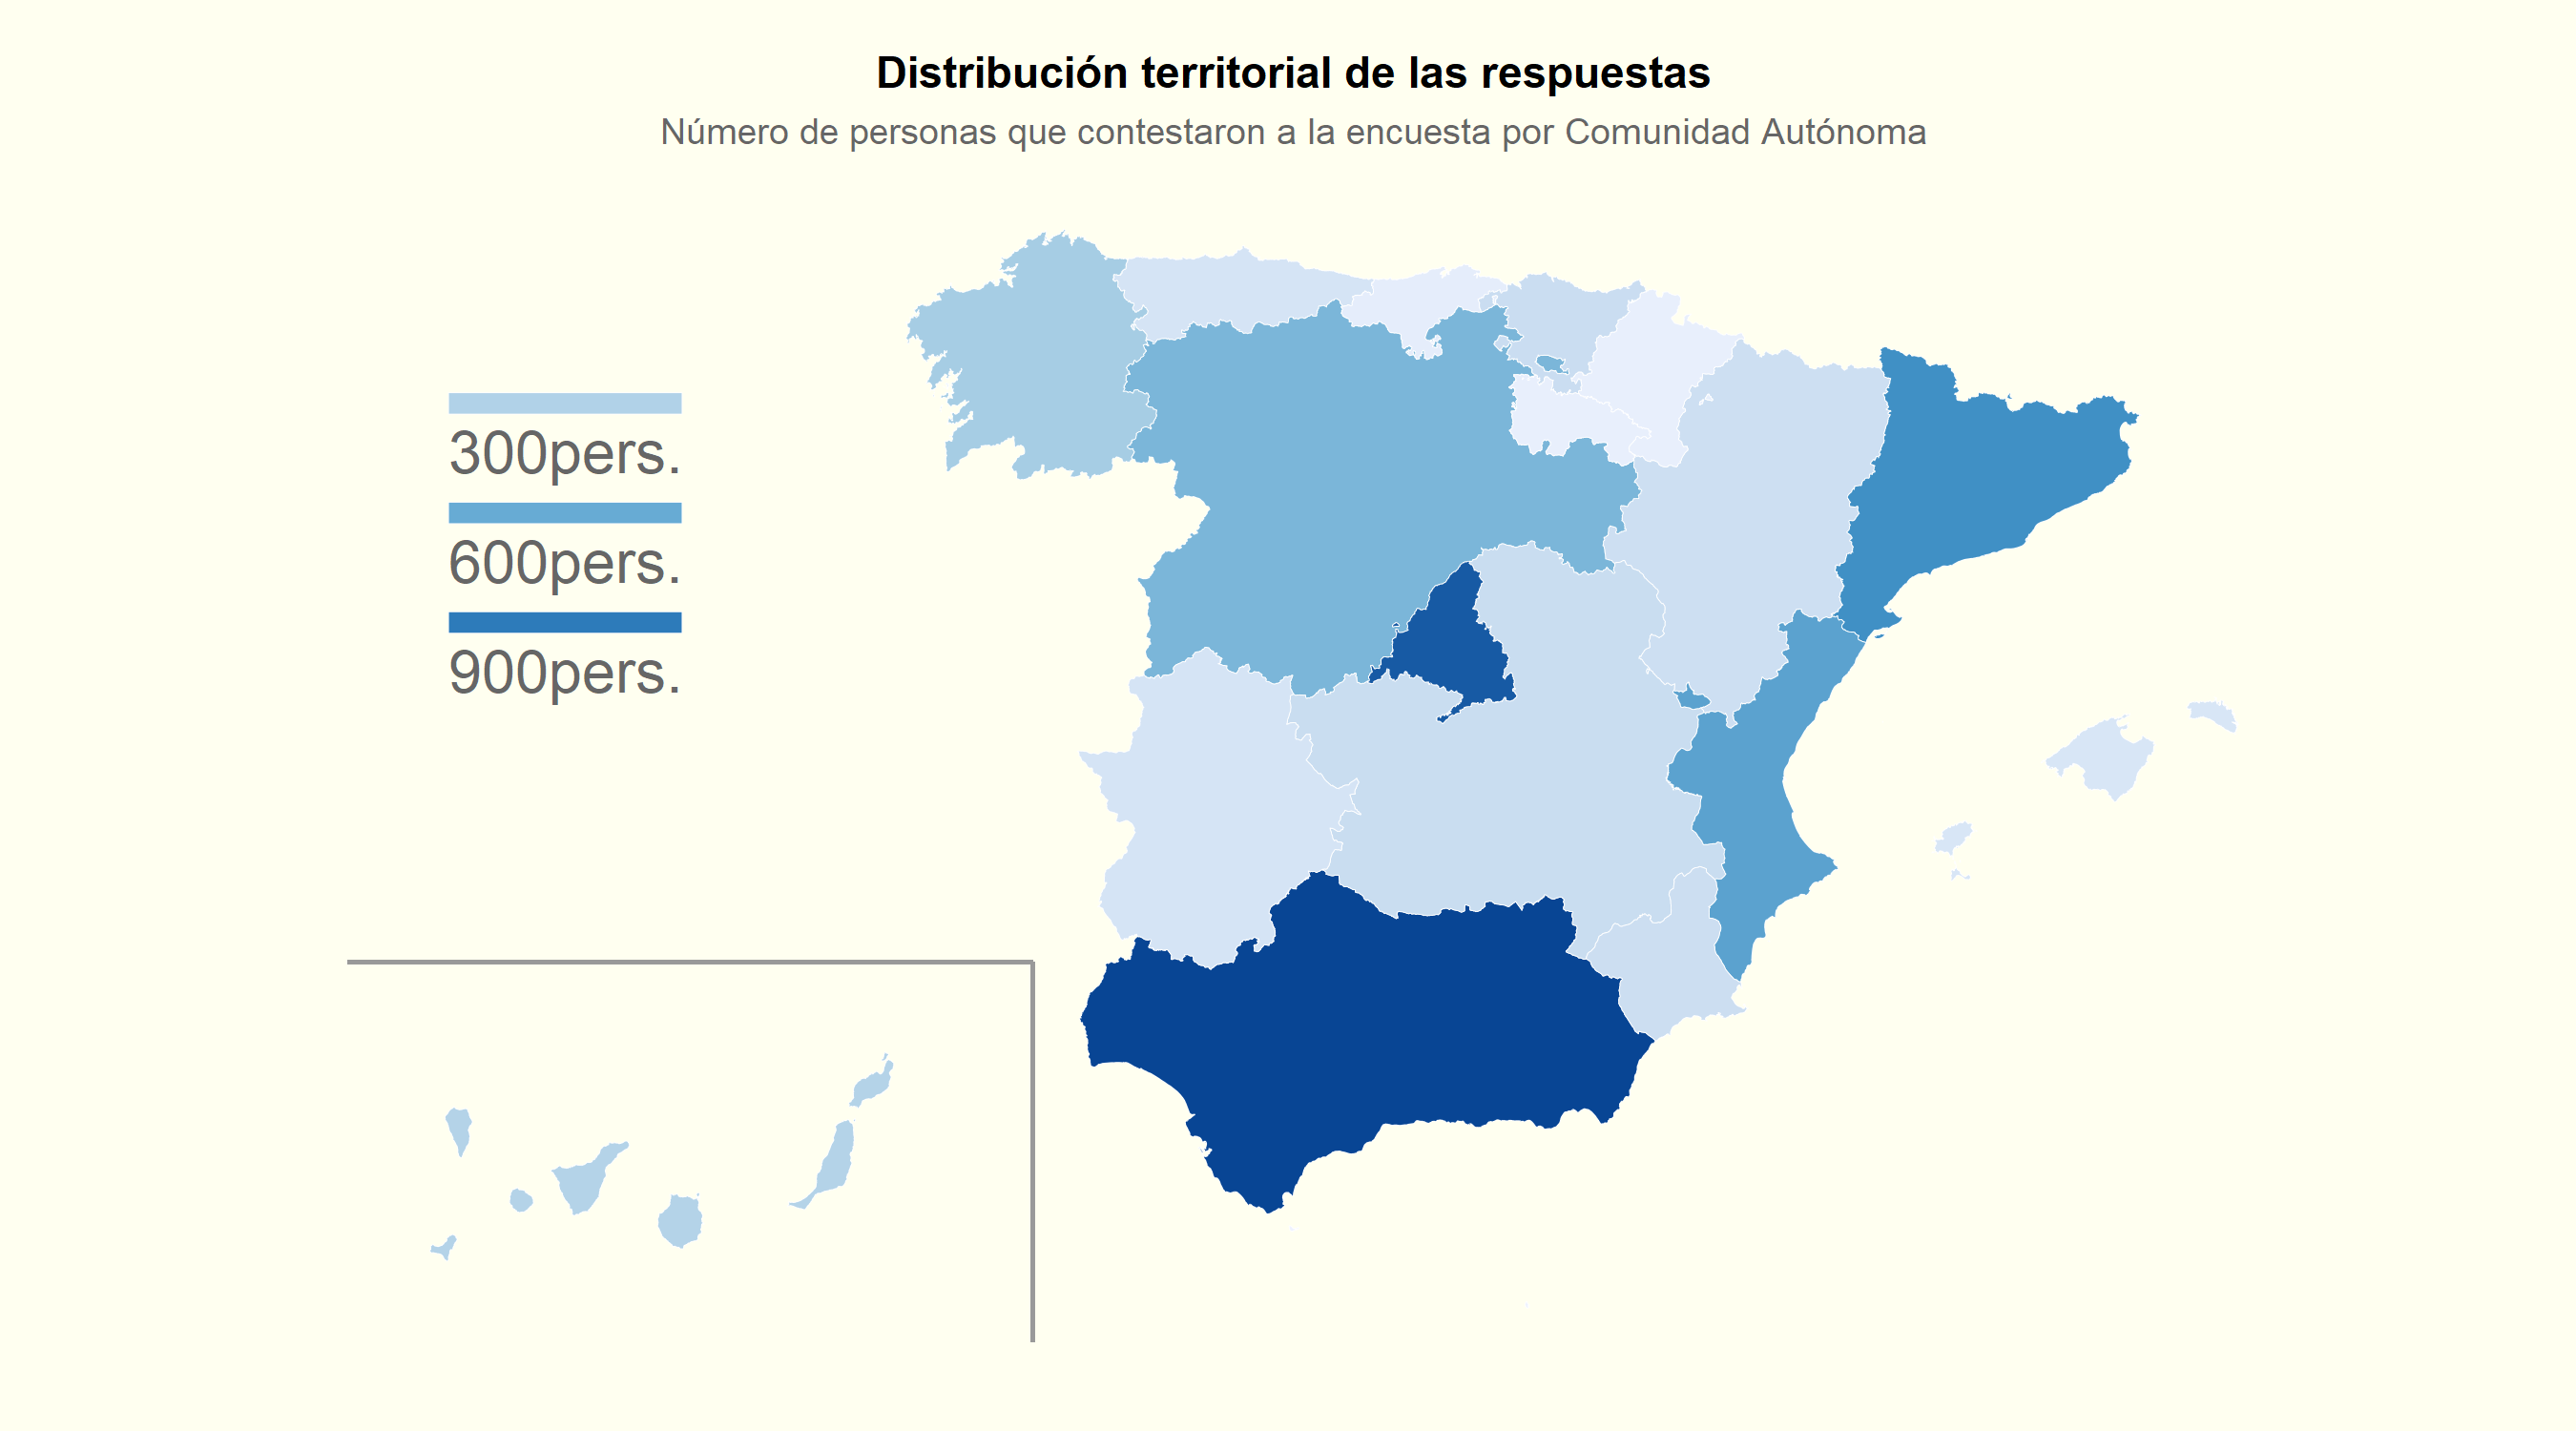 Distribución territorial de las respuestas
Número de personas que contestaron a la encuesta por Comunidad Autónoma
300pers.
600pers.
900pers.